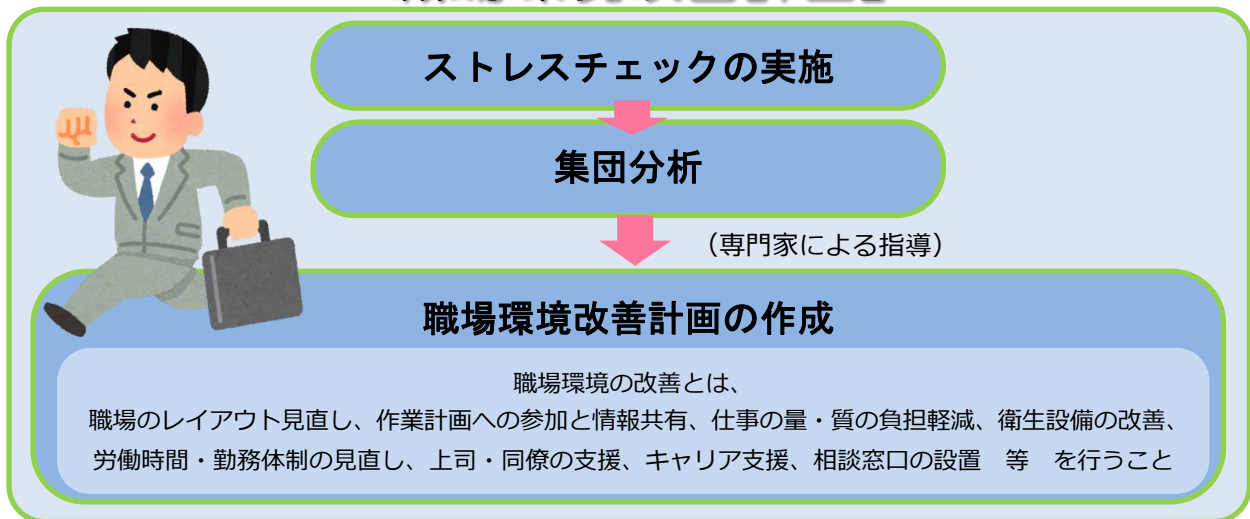 ストレスチェックの実施
集団分析
（専門家による指導）
職場環境改善計画の作成
職場環境の改善とは、
職場のレイアウト見直し、作業計画への参加と情報共有、仕事の量・質の負担軽減、衛生設備の改善、
労働時間・勤務体制の見直し、上司・同僚の支援、キャリア支援、相談窓口の設置　等　を行うこと